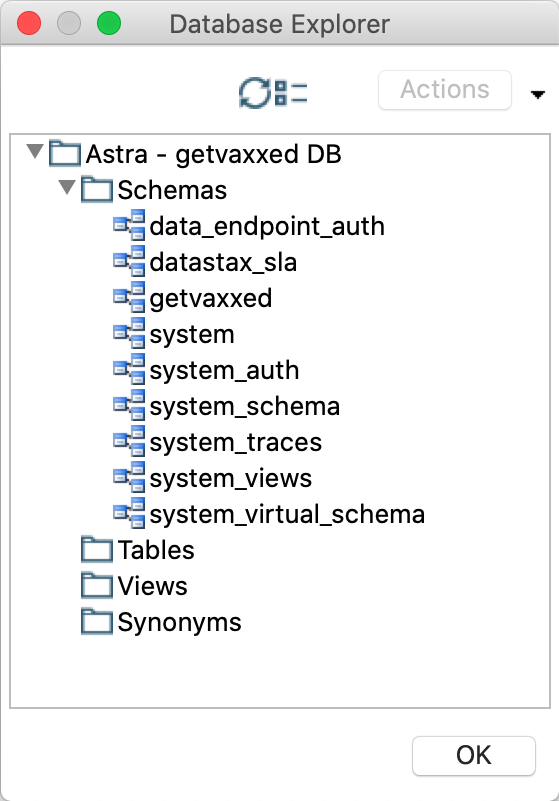 Database Explorer
Actions
Astra - getvaxxed DB
Schemas
data_endpoint_auth
datastax_sla
getvaxxed
system
system_auth
system_schema
system_traces
system_views
system_virtual_schema
Tables
Views
Synonyms
OK